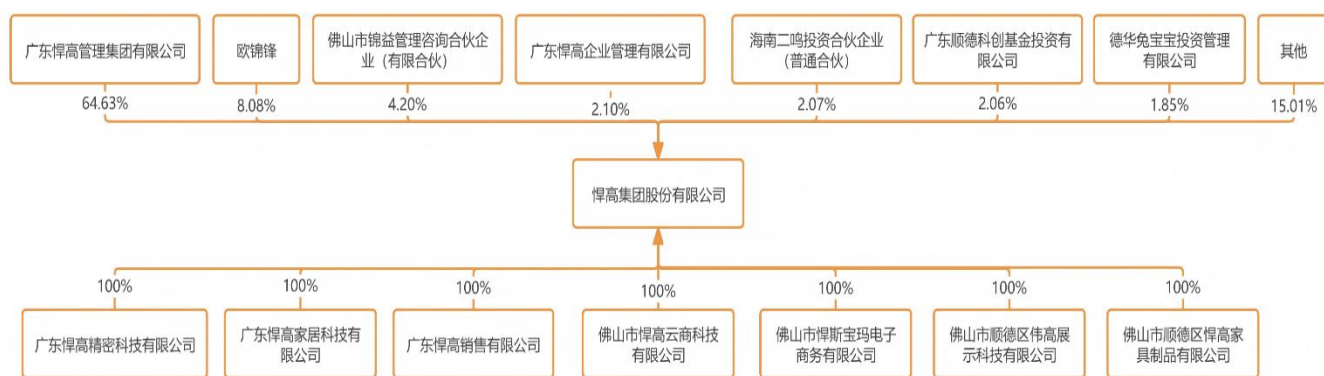 广东悍高管理集团有限公司
欧锦锋
佛山市锦益管理咨询合伙企
业（有限合伙）
广东悍高企业管理有限公司
海南二鸣投资合伙企业
（普通合伙）
广东顺德科创基金投资有
限公司
德华兔宝宝投资管理
有限公司
其他
64.63%
8.08%
4.20%
2.10%
2.07%
2.06%
1.85%
15.01%
悍高集团股份有限公司
100%
100%
100%
100%
100%
100%
100%
广东悍高精密科技有限公司
广东悍高家居科技有
限公司
广东悍高销售有限公司
佛山市悍高云商科技
有限公司
佛山市悍斯宝玛电子
商务有限公司
佛山市顺德区伟高展
示科技有限公司
佛山市顺德区悍高家
具制品有限公司